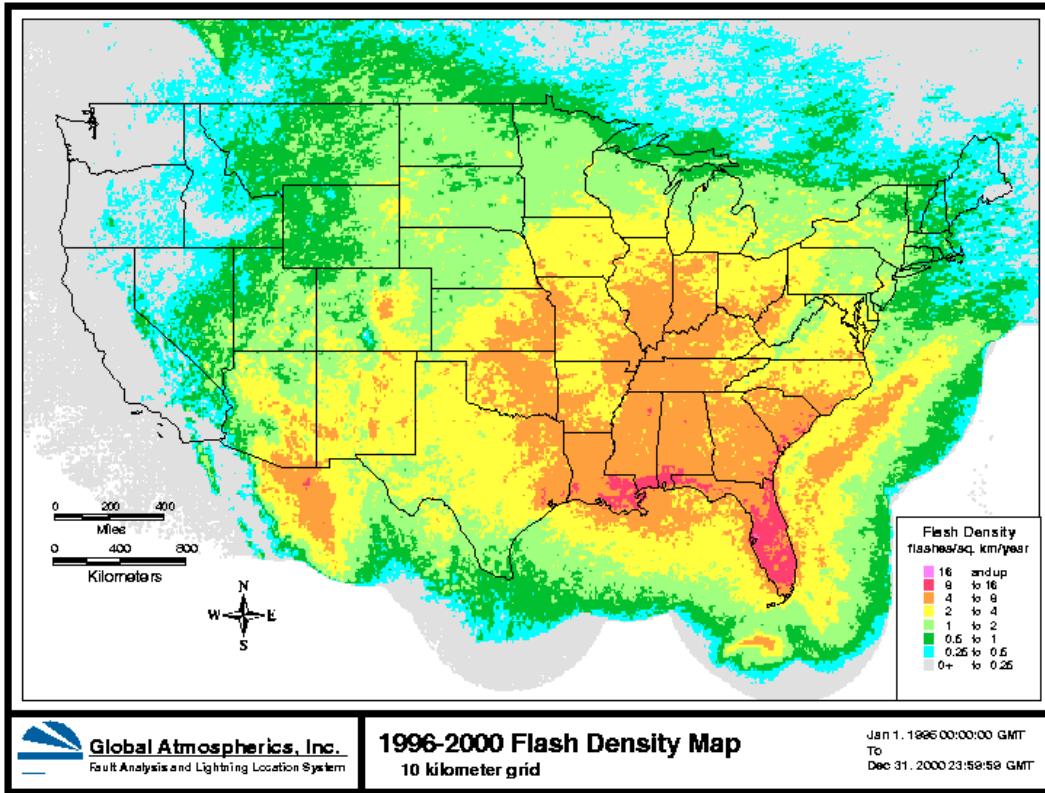 0 200 400
Miles
0 400 800
Kilometers
N
W E
S
Flash Density
flashes/sq. km/year
16 and up
8 to 16
4 to 8
2 to 4
1 to 2
0.5 to 1
0.25 to 0.5
0+ to 0.25
Global Atmospherics, Inc.
Fault Analysis and Lightning Location System
1996-2000 Flash Density Map
10 kilometer grid
Jan 1, 1996 00:00:00 GMT
To
Dec 31, 2000 23:59:59 GMT